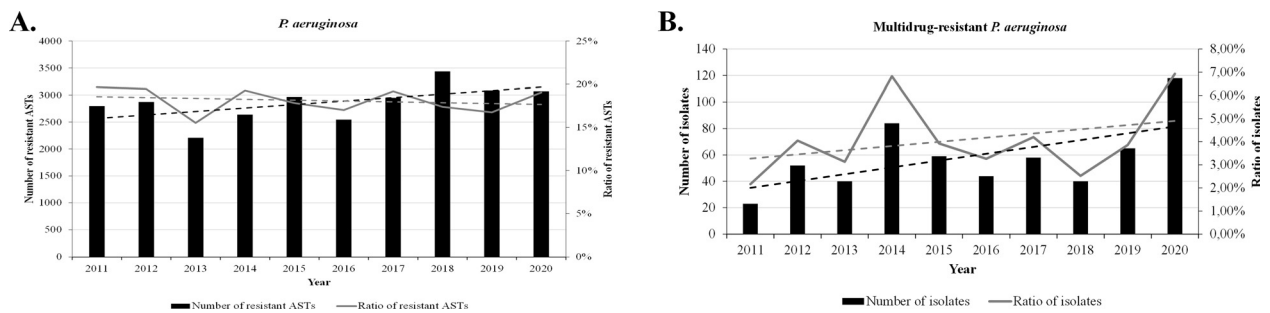 A.
P. aeruginosa
Number of resistant ASTs
4000
3500
3000
2500
2000
1500
1000
500
0
25%
20%
15%
10%
5%
0%
Ratio of resistant ASTs
2011 2012 2013 2014 2015 2016 2017 2018 2019 2020
Year
Number of resistant ASTs Ratio of resistant ASTs
B.
Multidrug-resistant P. aeruginosa
Number of isolates
140
120
100
80
60
40
20
0
8,00%
7,00%
6,00%
5,00%
4,00%
3,00%
2,00%
1,00%
0,00%
Ratio of isolates
2011 2012 2013 2014 2015 2016 2017 2018 2019 2020
Year
Number of isolates Ratio of isolates